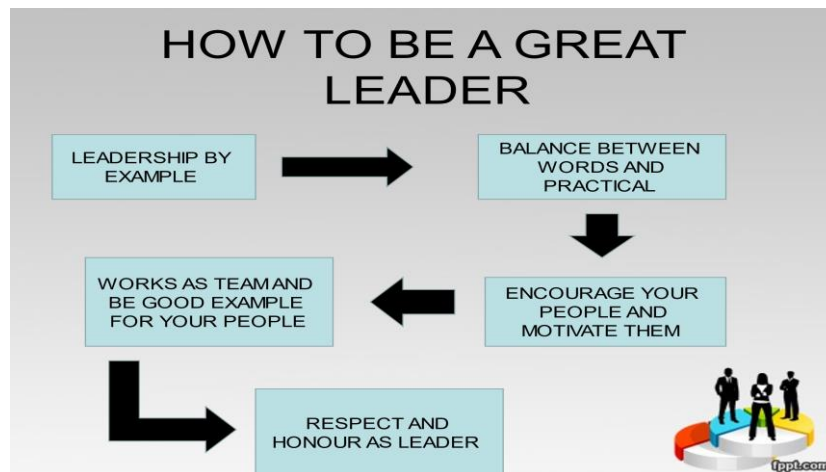 HOW TO BE A GREAT
LEADER
LEADERSHIP BY
EXAMPLE
BALANCE BETWEEN
WORDS AND
PRACTICAL
ENCOURAGE YOUR
PEOPLE AND
MOTIVATE THEM
WORKS AS TEAM AND
BE GOOD EXAMPLE
FOR YOUR PEOPLE
RESPECT AND
HONOUR AS LEADER
fppt.com